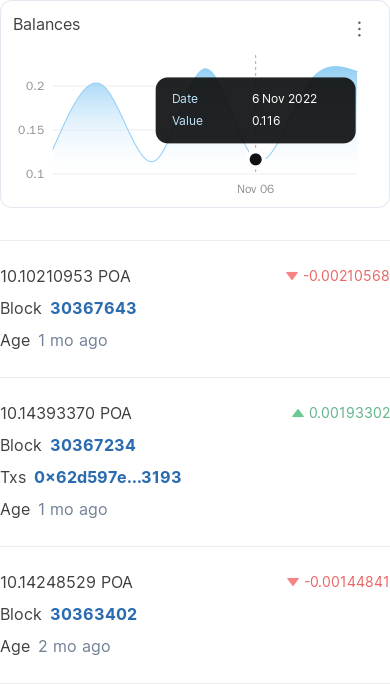 Balances
0.2
0.15
0.1
Date 6 Nov 2022
Value 0.116
Nov 06
10.10210953 POA -0.00210568
Block 30367643
Age 1 mo ago
10.14393370 POA 0.00193302
Block 30367234
Txs 0x62d597e...3193
Age 1 mo ago
10.14248529 POA -0.00144841
Block 30363402
Age 2 mo ago